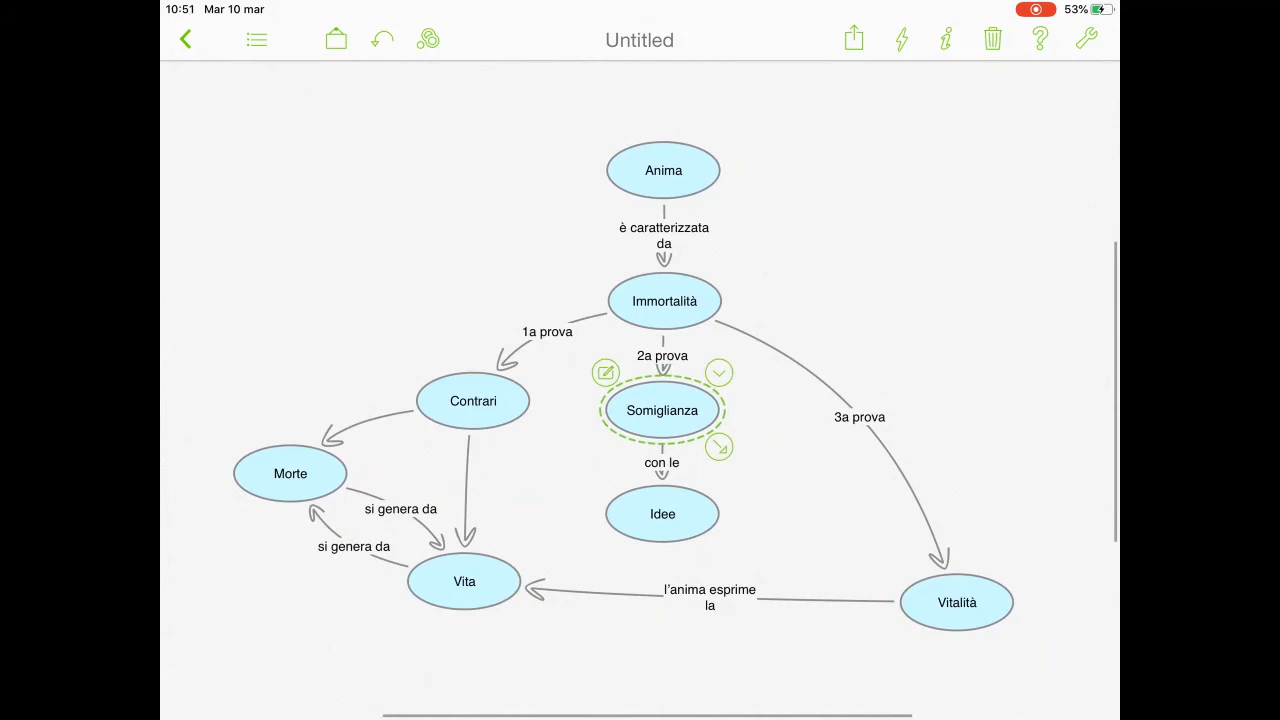 10:51 Mar 10 mar
53%
Untitled
Anima
è caratterizzata
da
Immortalità
1a prova
2a prova
3a prova
Contrari
Somiglianza
con le
Morte
si genera da
si genera da
Idee
Vita
l'anima esprime
la
Vitalità